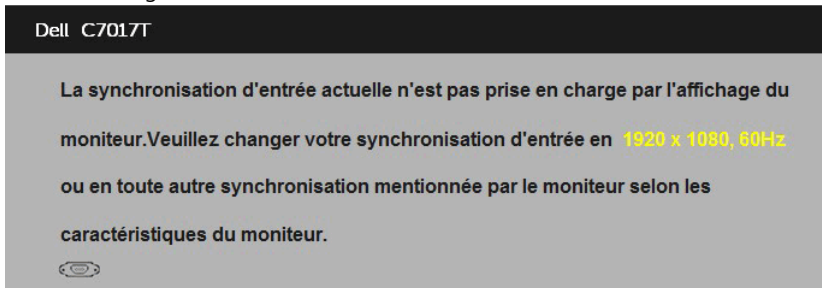 Dell C7017T
La synchronisation d'entrée actuelle n'est pas prise en charge par l'affichage du
moniteur.Veuillez changer votre synchronisation d'entrée en 1920 x 1080, 60Hz
ou en toute autre synchronisation mentionnée par le moniteur selon les
caractéristiques du moniteur.